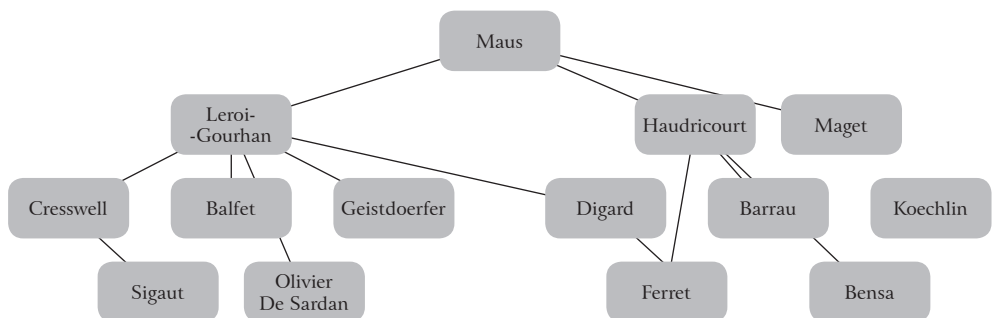 Maus
Leroi-
-Gourhan
Haudricourt
Maget
Cresswell
Balfet
Geistdoerfer
Digard
Barrau
Koechlin
Sigaut
Olivier
De Sardan
Ferret
Bensa